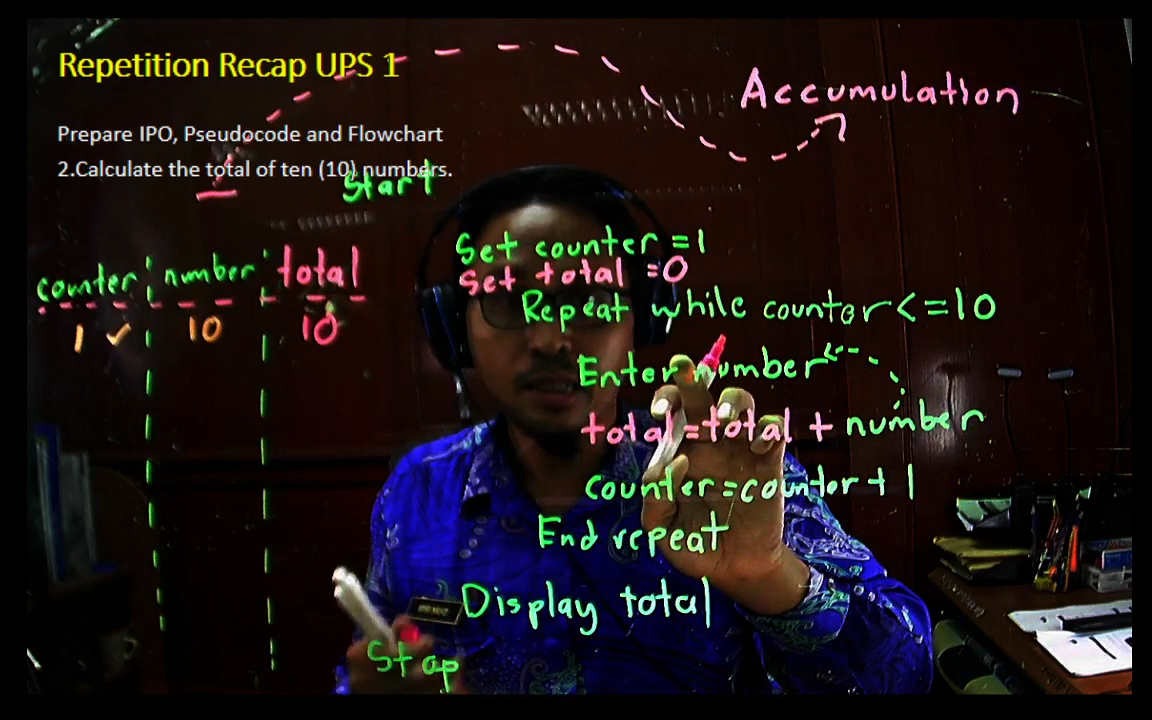 Repetition Recap UPS 1
Accumulation
Prepare IPO, Pseudocode and Flowchart
2.Calculate the total of ten (10) numbers.
Start
Set counter = 1
Set total = 0
Repeat while counter <= 10
Enter number
total = total + number
counter = counter + 1
End repeat
Display total
Stop
counter number total
1 ✓ 10 10